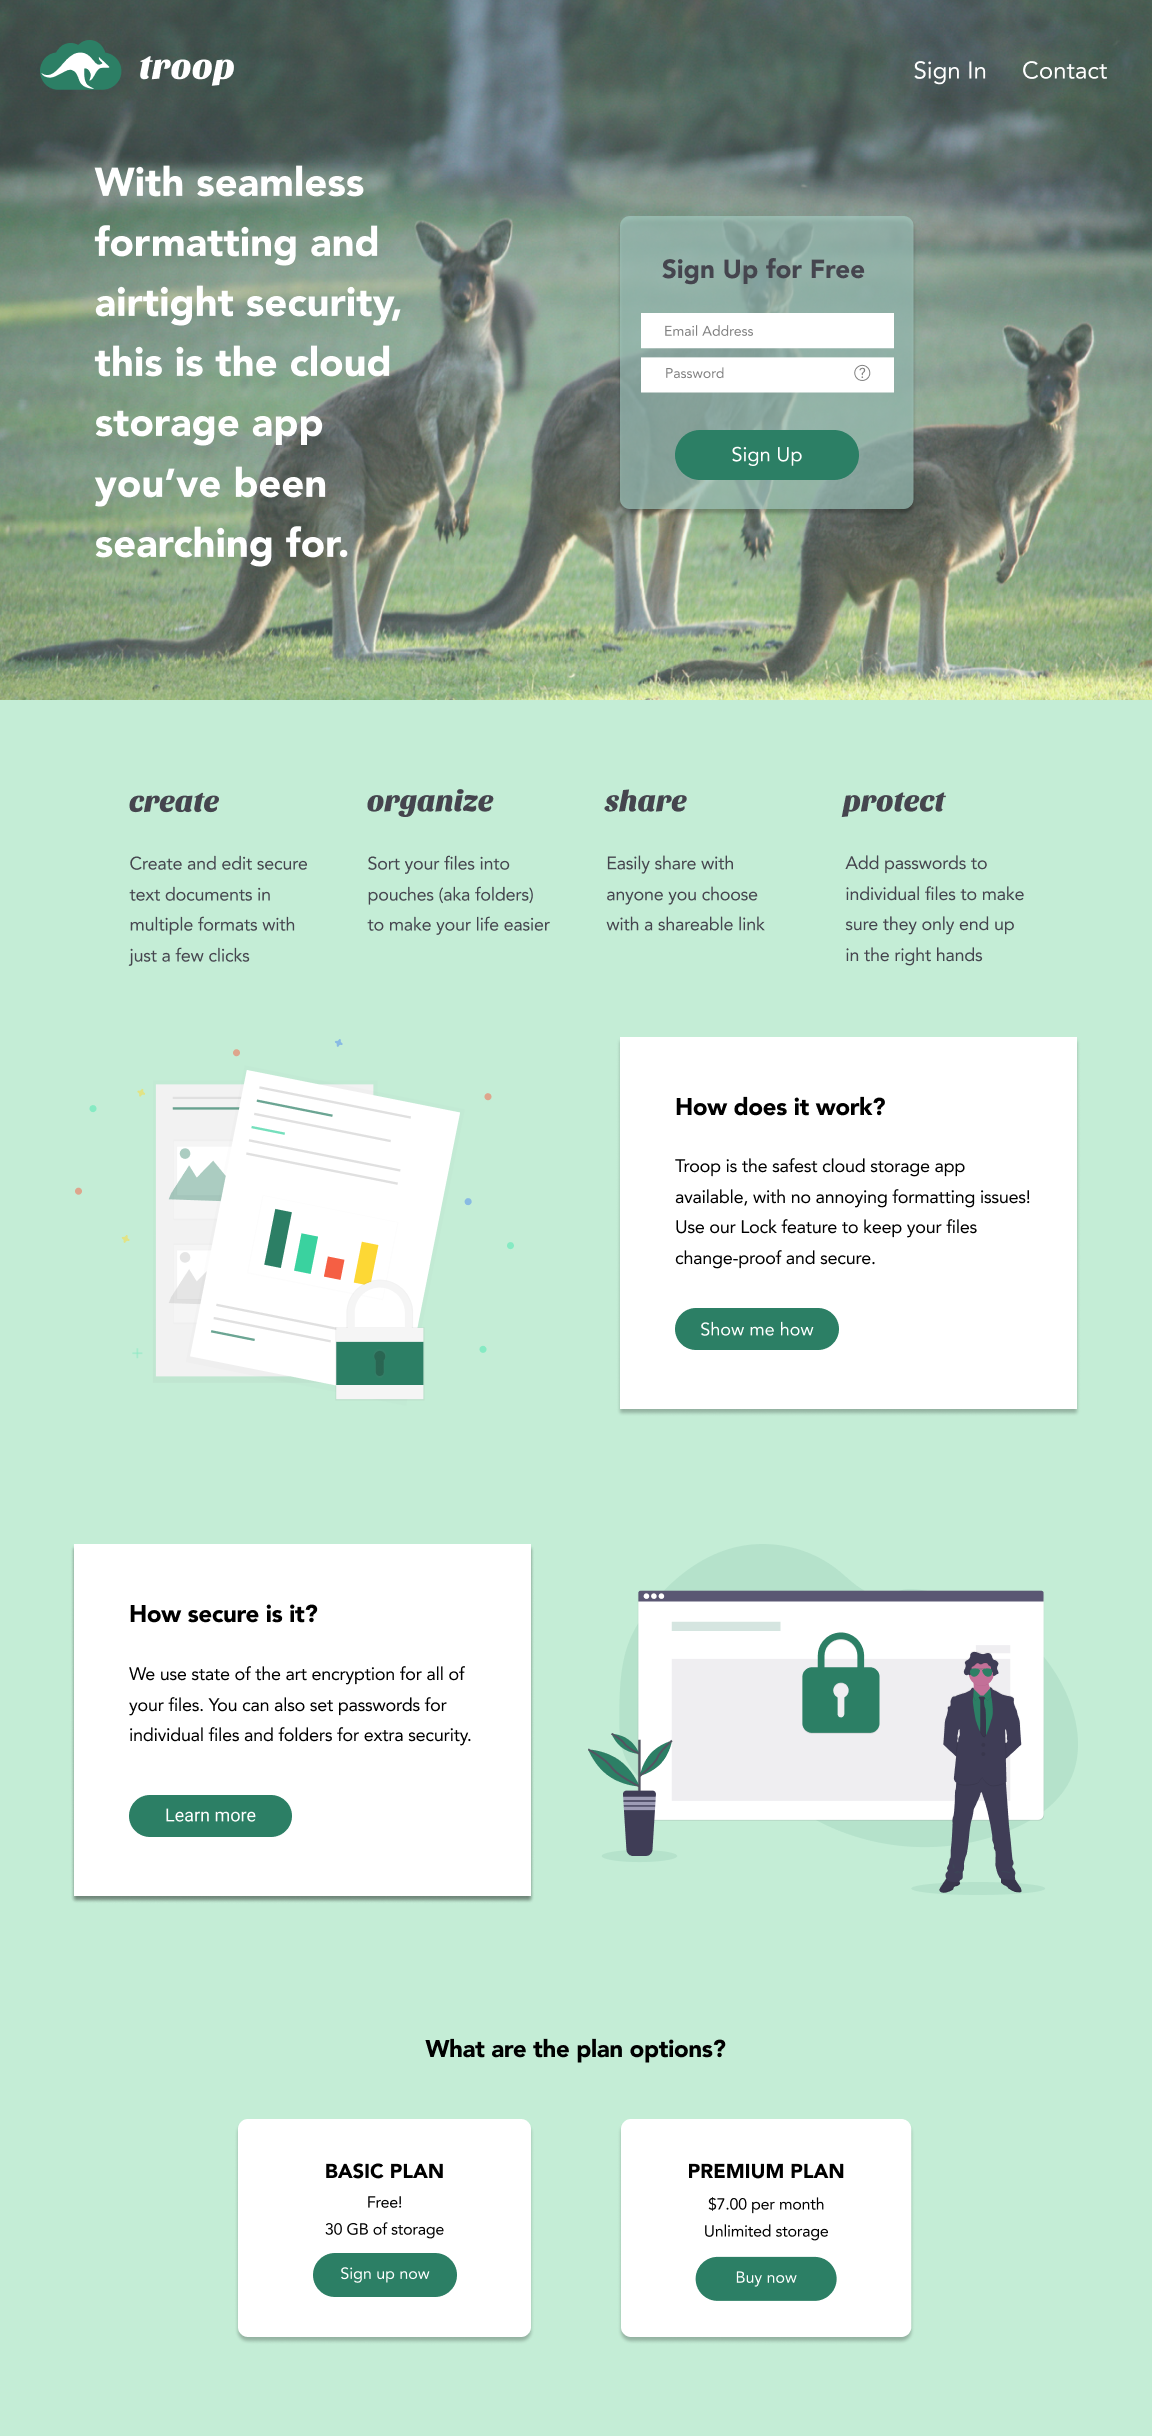 troop
Sign In
Contact
With seamless
formatting and
airtight security,
this is the cloud
storage app
you’ve been
searching for.
Sign Up for Free
Email Address
Password
?
Sign Up
create
Create and edit secure
text documents in
multiple formats with
just a few clicks
organize
Sort your files into
pouches (aka folders)
to make your life easier
share
Easily share with
anyone you choose
with a shareable link
protect
Add passwords to
individual files to make
sure they only end up
in the right hands
How does it work?
Troop is the safest cloud storage app
available, with no annoying formatting issues!
Use our Lock feature to keep your files
change-proof and secure.
Show me how
How secure is it?
We use state of the art encryption for all of
your files. You can also set passwords for
individual files and folders for extra security.
Learn more
What are the plan options?
BASIC PLAN
Free!
30 GB of storage
Sign up now
PREMIUM PLAN
$7.00 per month
Unlimited storage
Buy now